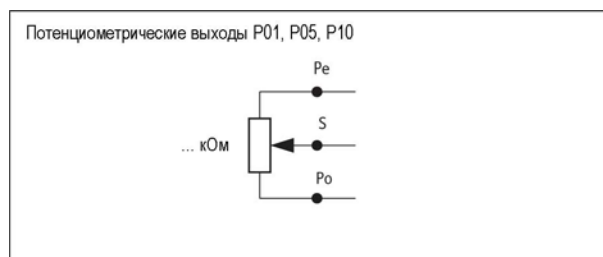 Потенциометрические выходы P01, P05, P10
Pe
S
... кОм
Po